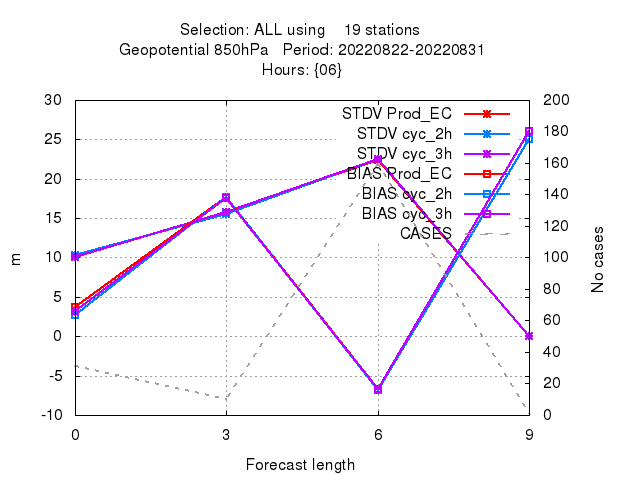 Selection: ALL using 19 stations
Geopotential 850hPa Period: 20220822-20220831
Hours: {06}
30 200
25 180
20 160
15 140
10 120
5 100
0 80
-5 60
-10 40
20
0
STDV Prod_EC
STDV cyc_2h
STDV cyc_3h
BIAS Prod_EC
BIAS cyc_2h
BIAS cyc_3h
CASES
m
No cases
0 3 6 9
Forecast length